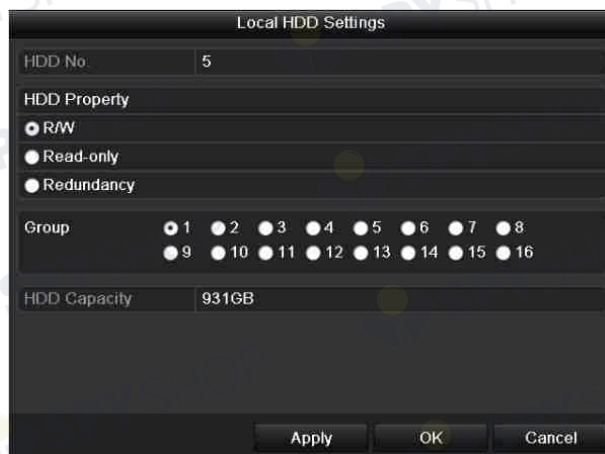 Local HDD Settings
HDD No. 5
HDD Property
R/W
Read-only
Redundancy
Group 1 2 3 4 5 6 7 8
9 10 11 12 13 14 15 16
HDD Capacity 931GB
Apply OK Cancel